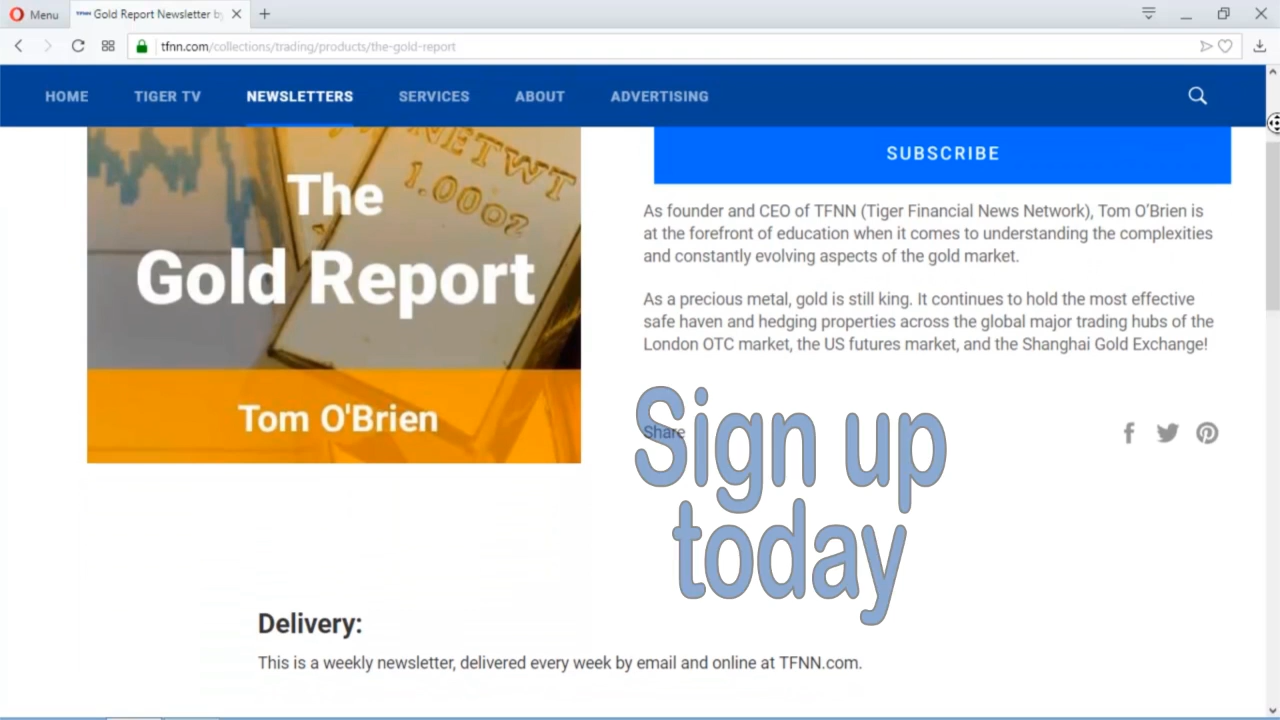 Menu
TFNN Gold Report Newsletter by
tfnn.com/collections/trading/products/the-gold-report
HOME TIGER TV NEWSLETTERS SERVICES ABOUT ADVERTISING
NETWT
1.00OZ
The
Gold Report
Tom O'Brien
SUBSCRIBE
As founder and CEO of TFNN (Tiger Financial News Network), Tom O'Brien is
at the forefront of education when it comes to understanding the complexities
and constantly evolving aspects of the gold market.
As a precious metal, gold is still king. It continues to hold the most effective
safe haven and hedging properties across the global major trading hubs of the
London OTC market, the US futures market, and the Shanghai Gold Exchange!
Share
Sign up
today
Delivery:
This is a weekly newsletter, delivered every week by email and online at TFNN.com.